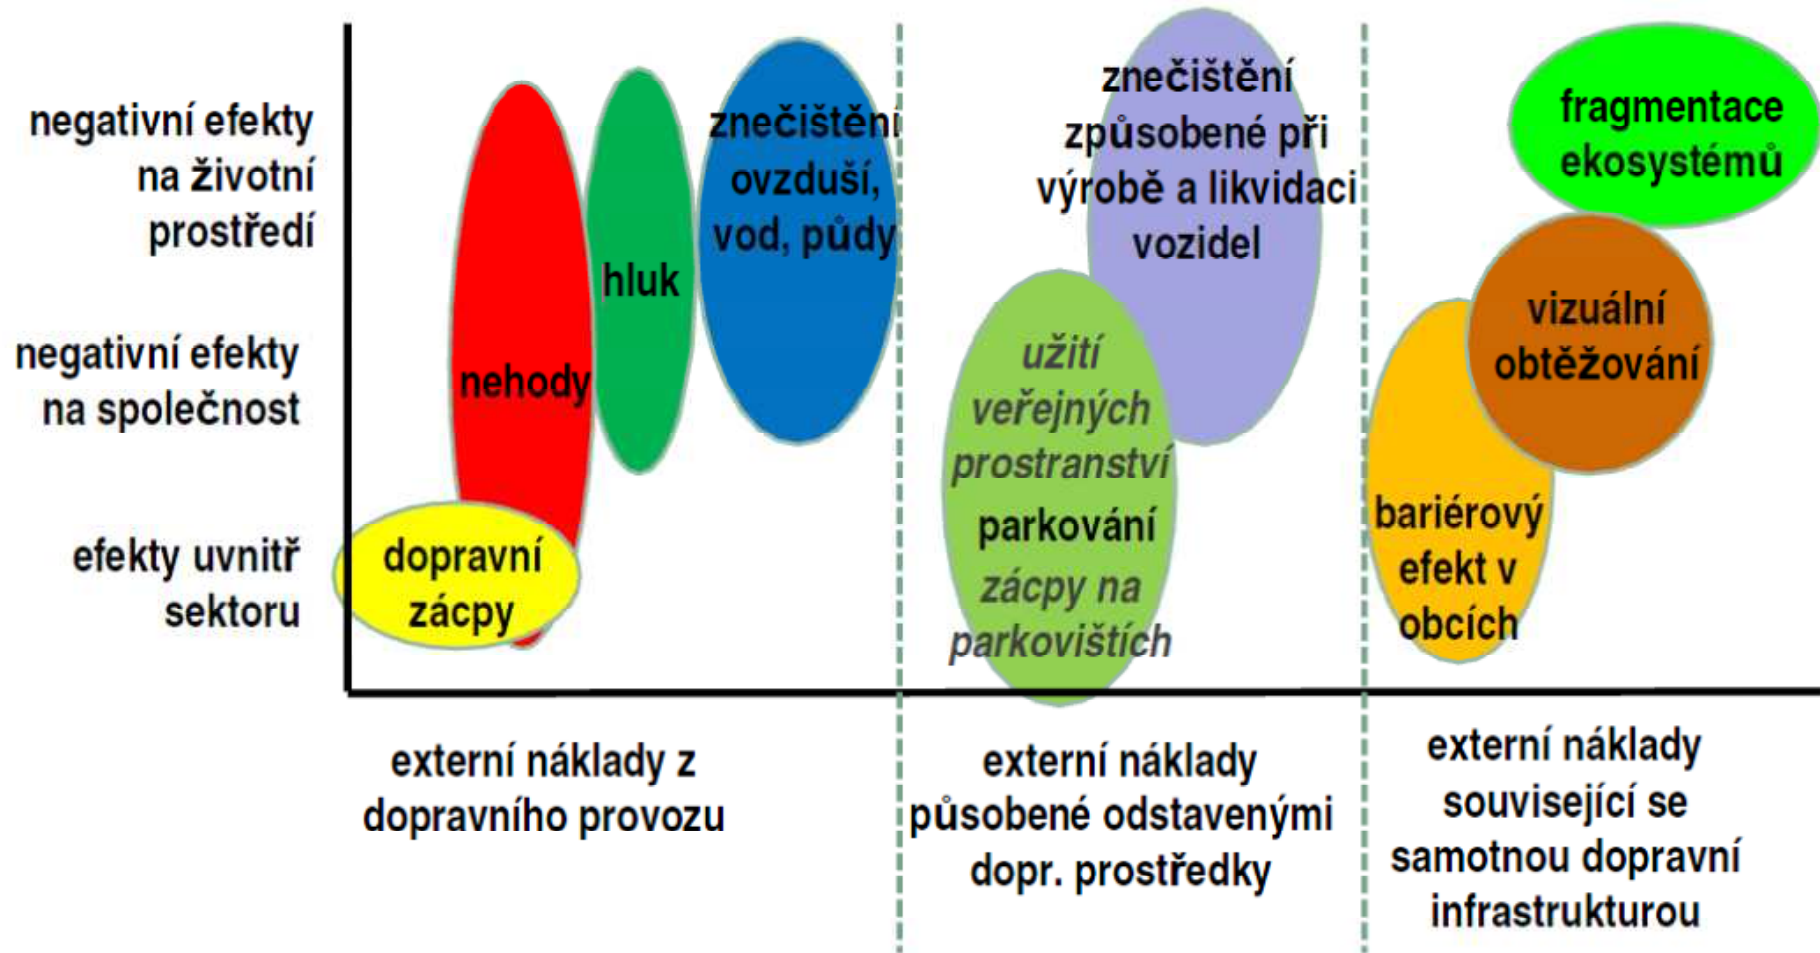 negativní efekty
na životní
prostředí
negativní efekty
na společnost
efekty uvnitř
sektoru
nehody
hluk
znečištění
ovzduší,
vod, půdy
dopravní
zácpy
znečištění
způsobené při
výrobě a likvidaci
vozidel
užití
veřejných
prostranství
parkování
zácpy na
parkovištích
fragmentace
ekosystémů
vizuální
obtěžování
bariérový
efekt v
obcích
externí náklady z
dopravního provozu
externí náklady
působené odstavenými
dopr. prostředky
externí náklady
související se
samotnou dopravní
infrastrukturou